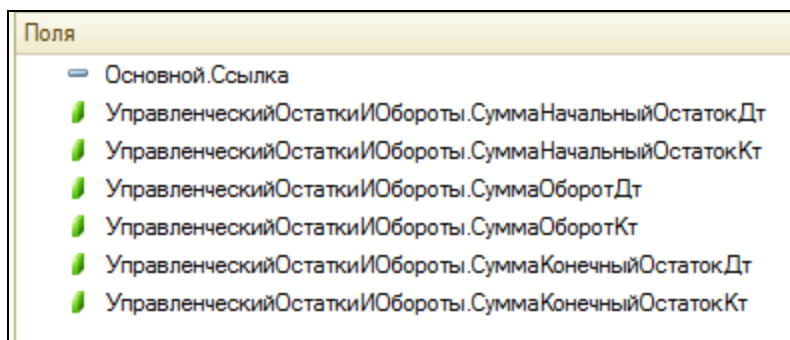 Поля
Основной.Ссылка
УправленческийОстаткиИОбороты.СуммаНачальныйОстатокДт
УправленческийОстаткиИОбороты.СуммаНачальныйОстатокКт
УправленческийОстаткиИОбороты.СуммаОборотДт
УправленческийОстаткиИОбороты.СуммаОборотКт
УправленческийОстаткиИОбороты.СуммаКонечныйОстатокДт
УправленческийОстаткиИОбороты.СуммаКонечныйОстатокКт